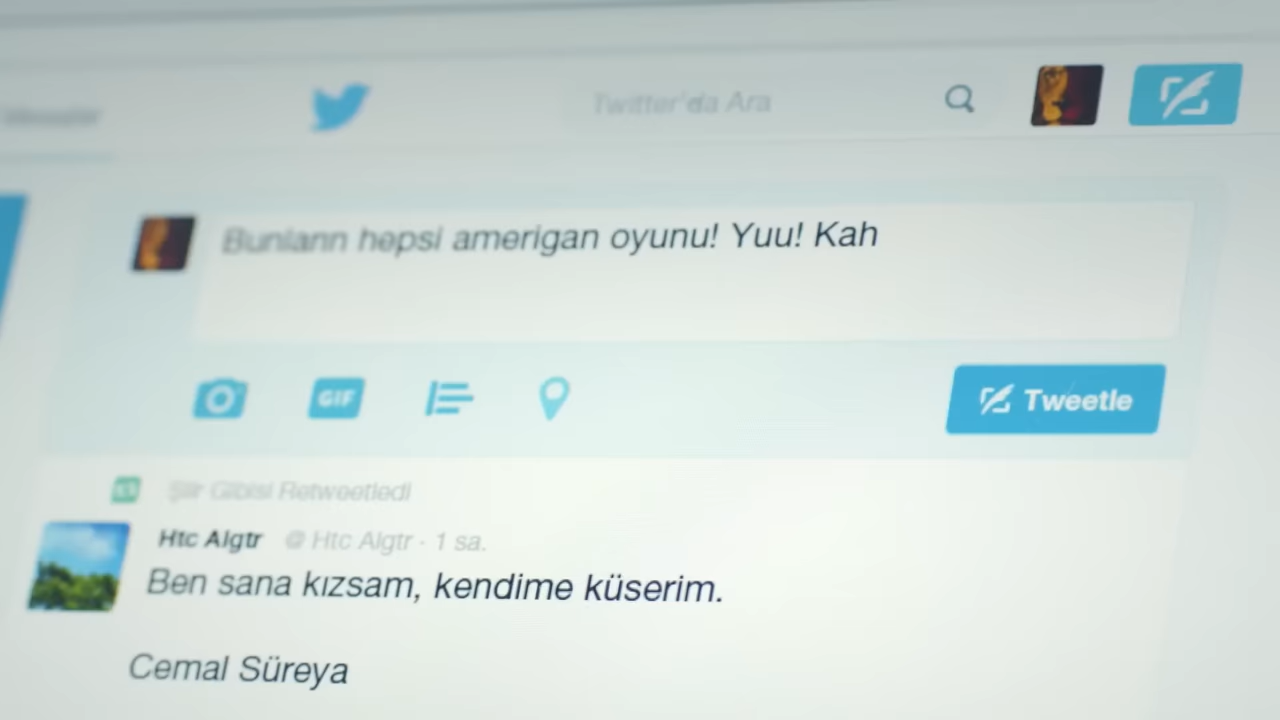 Twitter'da Ara
Bunların hepsi amerigan oyunu! Yuu! Kah
GIF
Tweetle
Şiir Gibisi Retweetledi
Htc Algtr @ Htc Algtr · 1 sa.
Ben sana kızsam, kendime küserim.
Cemal Süreya